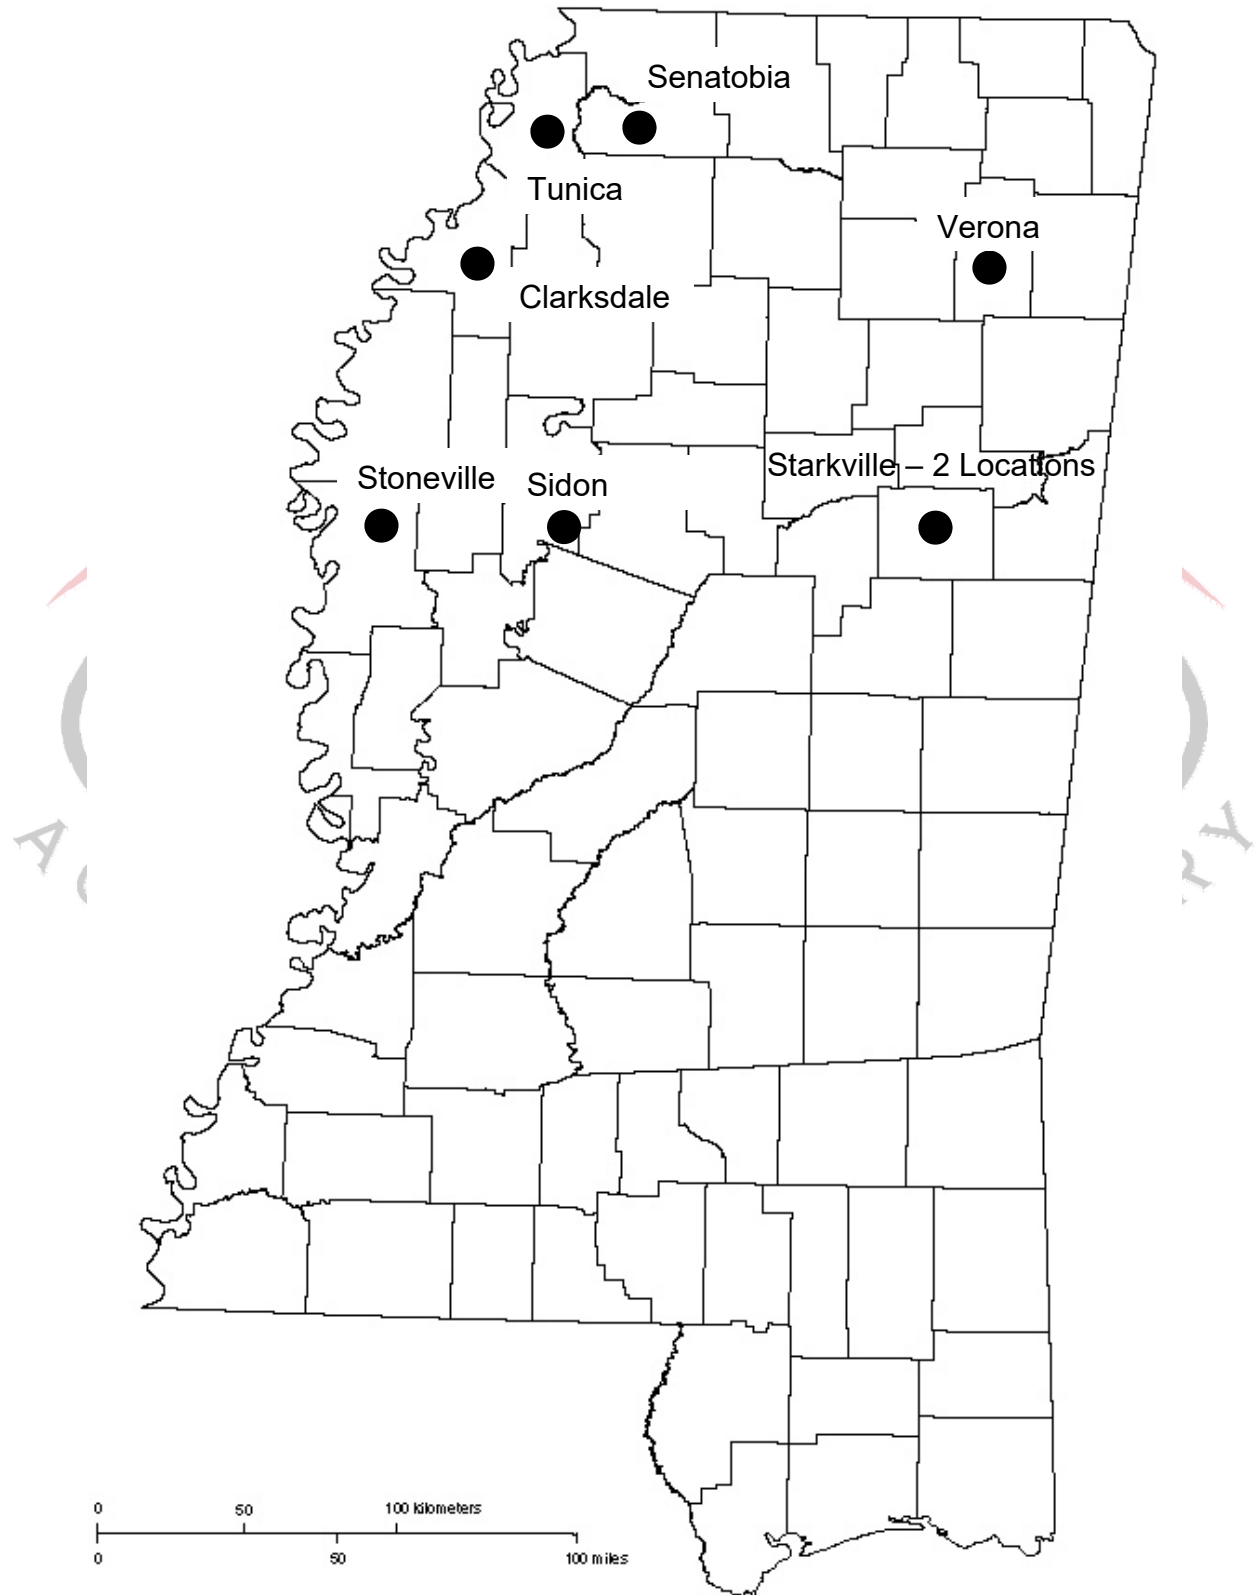 Senatobia
Tunica
Verona
Clarksdale
Stoneville
Sidon
Starkville – 2 Locations
0 50 100 kilometers
0 50 100 miles